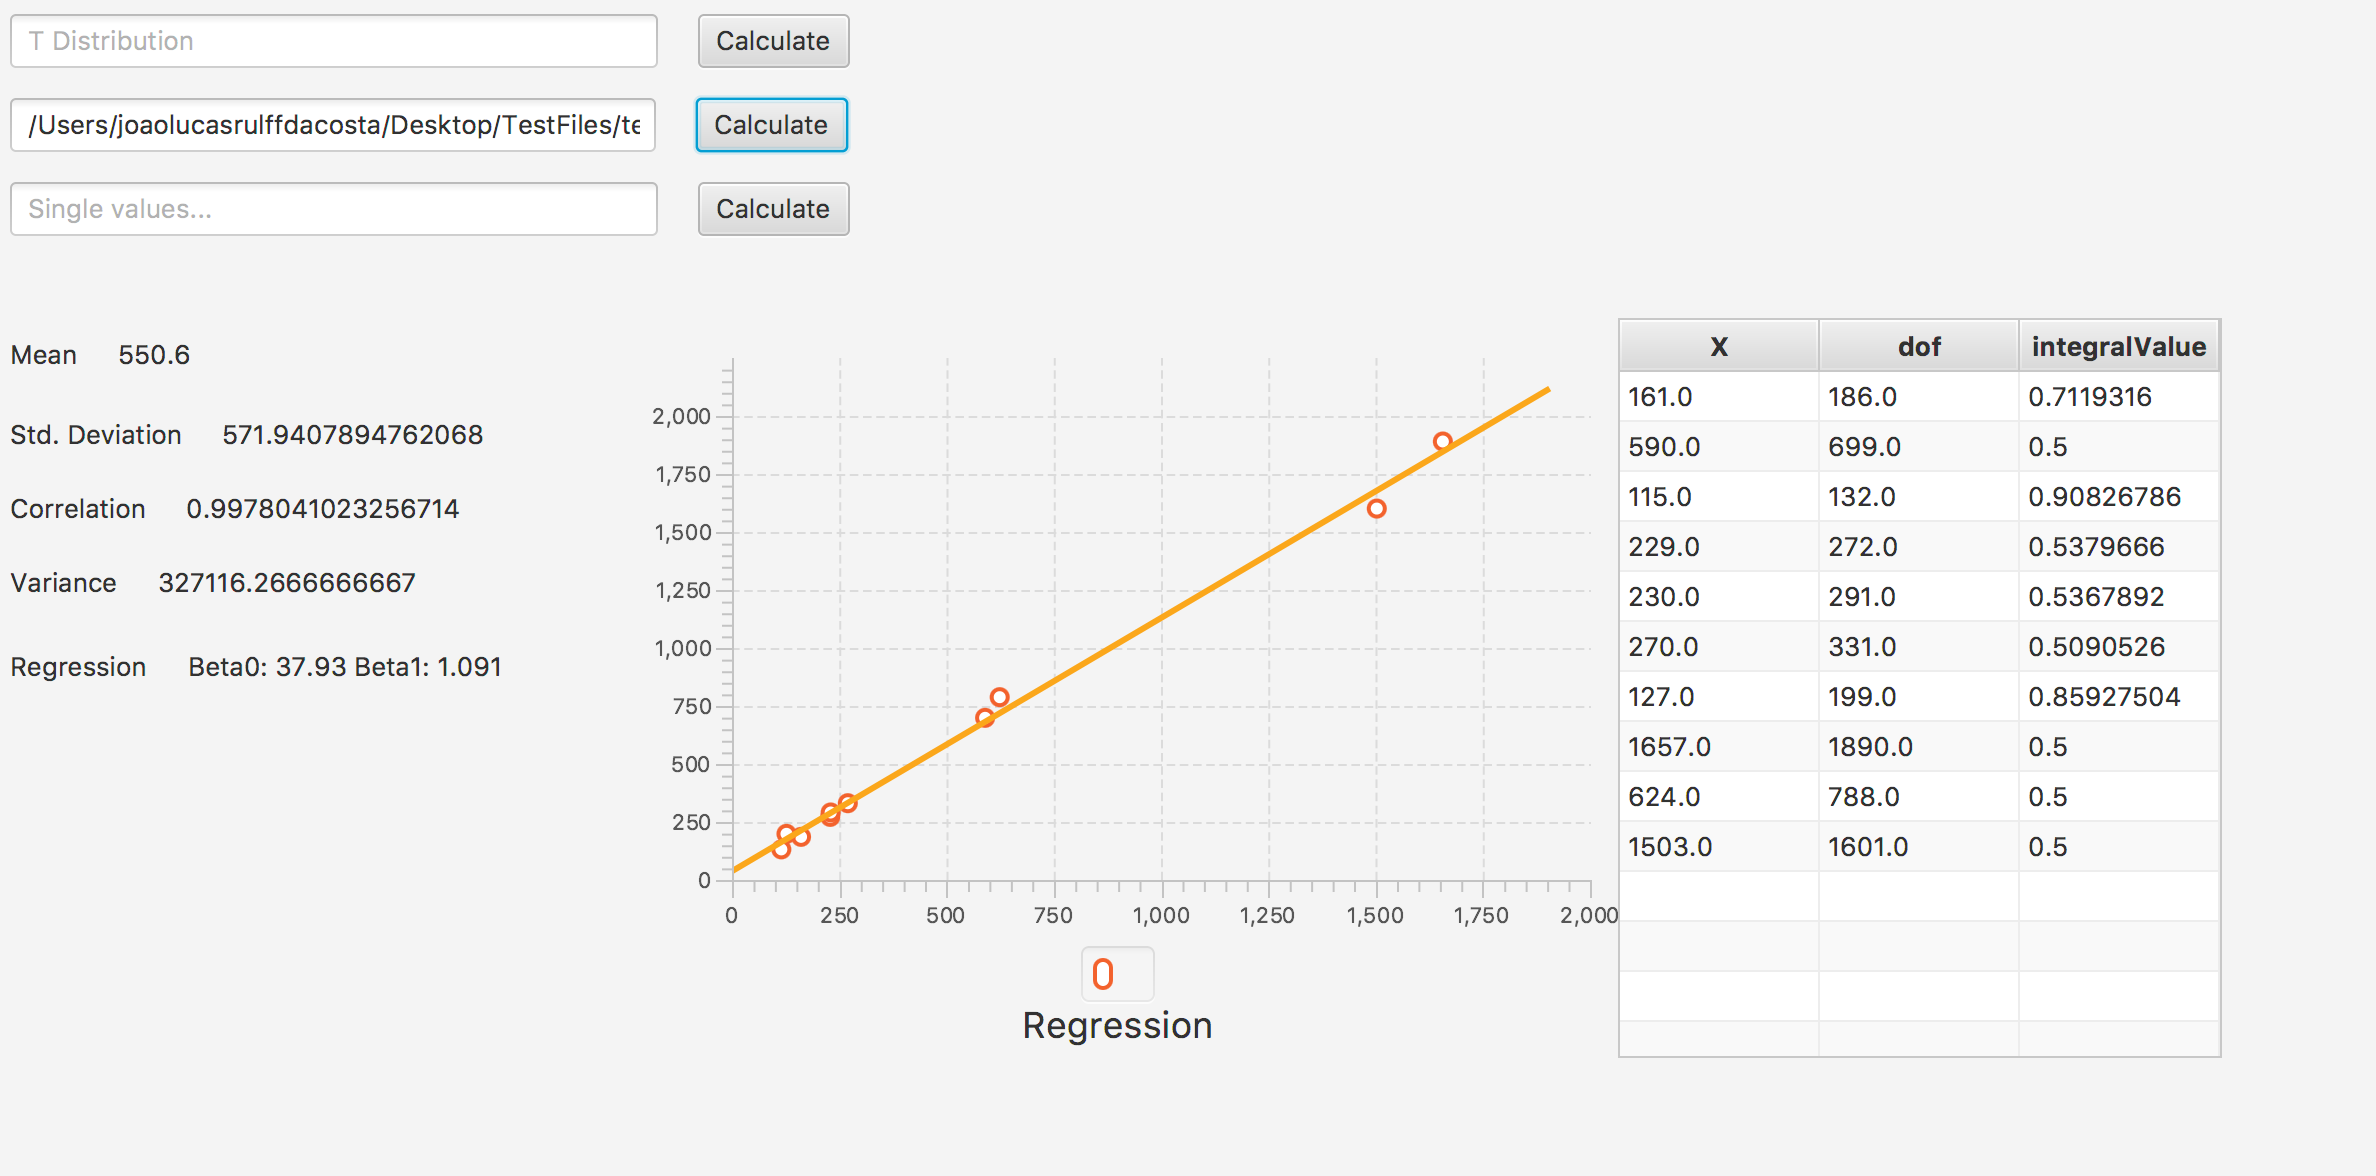 T Distribution Calculate
/Users/joaolucasrulffdacosta/Desktop/TestFiles/te Calculate
Single values... Calculate
Mean 550.6
Std. Deviation 571.9407894762068
Correlation 0.9978041023256714
Variance 327116.2666666667
Regression Beta0: 37.93 Beta1: 1.091
2,000
1,750
1,500
1,250
1,000
750
500
250
0
0 250 500 750 1,000 1,250 1,500 1,750 2,000
Regression
X dof integralValue
161.0 186.0 0.7119316
590.0 699.0 0.5
115.0 132.0 0.90826786
229.0 272.0 0.5379666
230.0 291.0 0.5367892
270.0 331.0 0.5090526
127.0 199.0 0.85927504
1657.0 1890.0 0.5
624.0 788.0 0.5
1503.0 1601.0 0.5